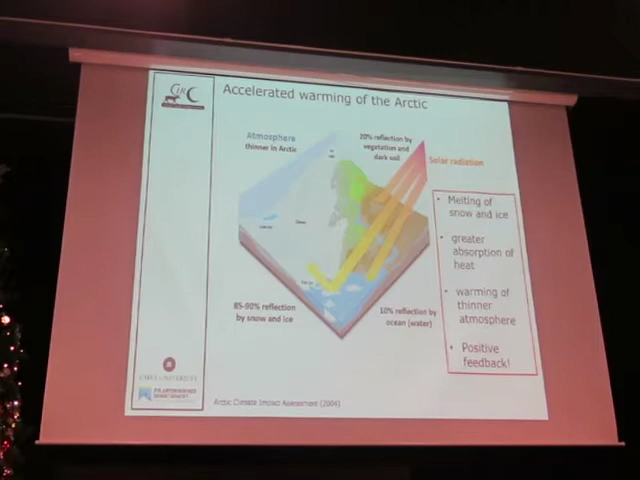 CIRC
Accelerated warming of the Arctic
Atmosphere
thinner in Arctic
20% reflection by
vegetation and
dark soil
Solar radiation
• Melting of
snow and ice
• greater
absorption of
heat
• warming of
thinner
atmosphere
• Positive
feedback!
85-90% reflection
by snow and ice
10% reflection by
ocean (water)
Arctic Climate Impact Assessment (2004)